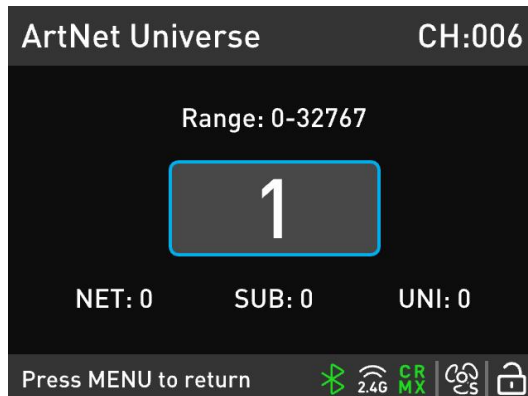 ArtNet Universe CH:006
Range: 0-32767
1
NET: 0 SUB: 0 UNI: 0
Press MENU to return 2.4G CR MX S